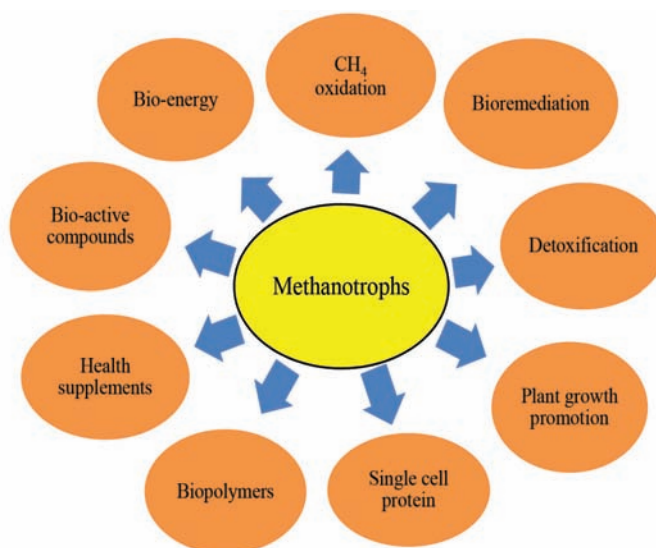 CH₄
oxidation
Bioremediation
Detoxification
Plant growth
promotion
Single cell
protein
Biopolymers
Health
supplements
Bio-active
compounds
Bio-energy
Methanotrophs